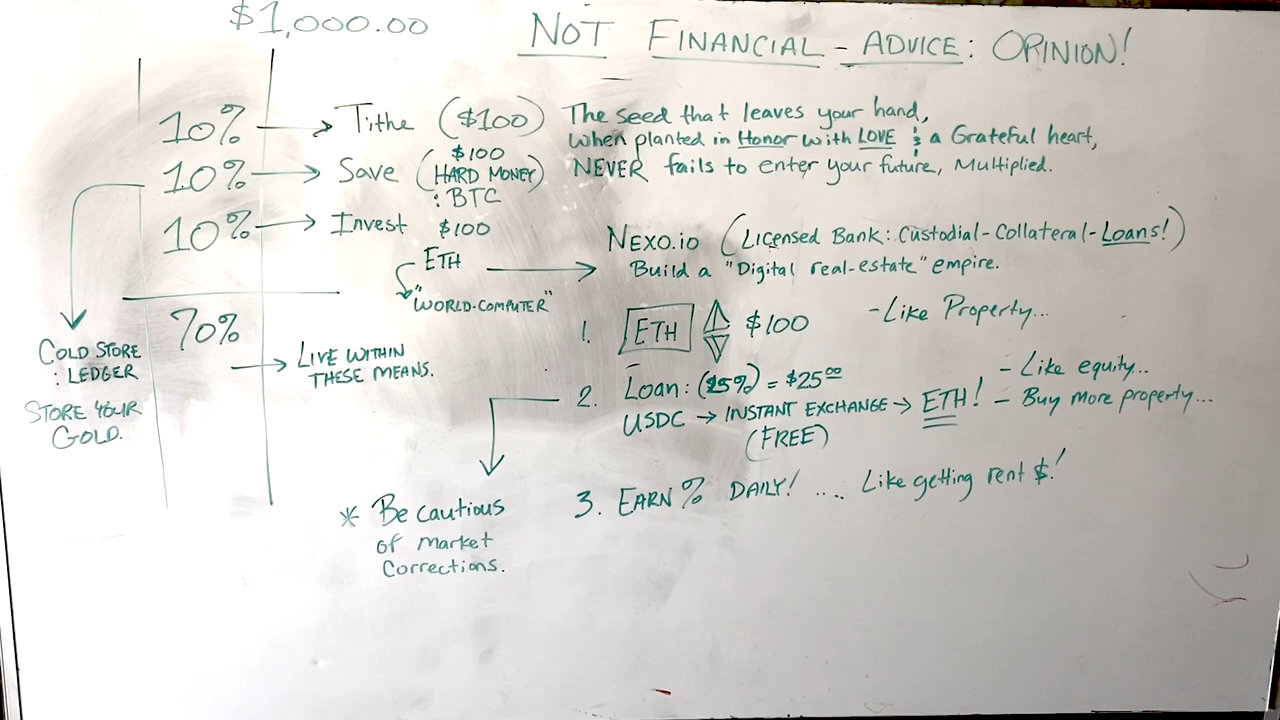 $1,000.00
NOT FINANCIAL - ADVICE: OPINION!
10% → Tithe ($100)
The seed that leaves your hand,
when planted in Honor with LOVE & a Grateful heart,
NEVER fails to enter your future, Multiplied.
10% → Save ($100
HARD MONEY)
: BTC
10% → Invest $100
ETH →
"WORLD-COMPUTER"
NEXO.io (LICENSED BANK: CUSTODIAL-COLLATERAL-LOANS!)
Build a "Digital real-estate" empire.
70%
→ LIVE WITHIN
THESE MEANS.
COLD STORE
: LEDGER
STORE YOUR
GOLD.
1. ETH $100 - Like Property...
2. Loan: (25%) = $25.00 - Like equity..
USDC → INSTANT EXCHANGE → ETH! - Buy more property...
(FREE)
* Be cautious
of market
corrections.
3. EARN % DAILY! .... Like getting rent $!